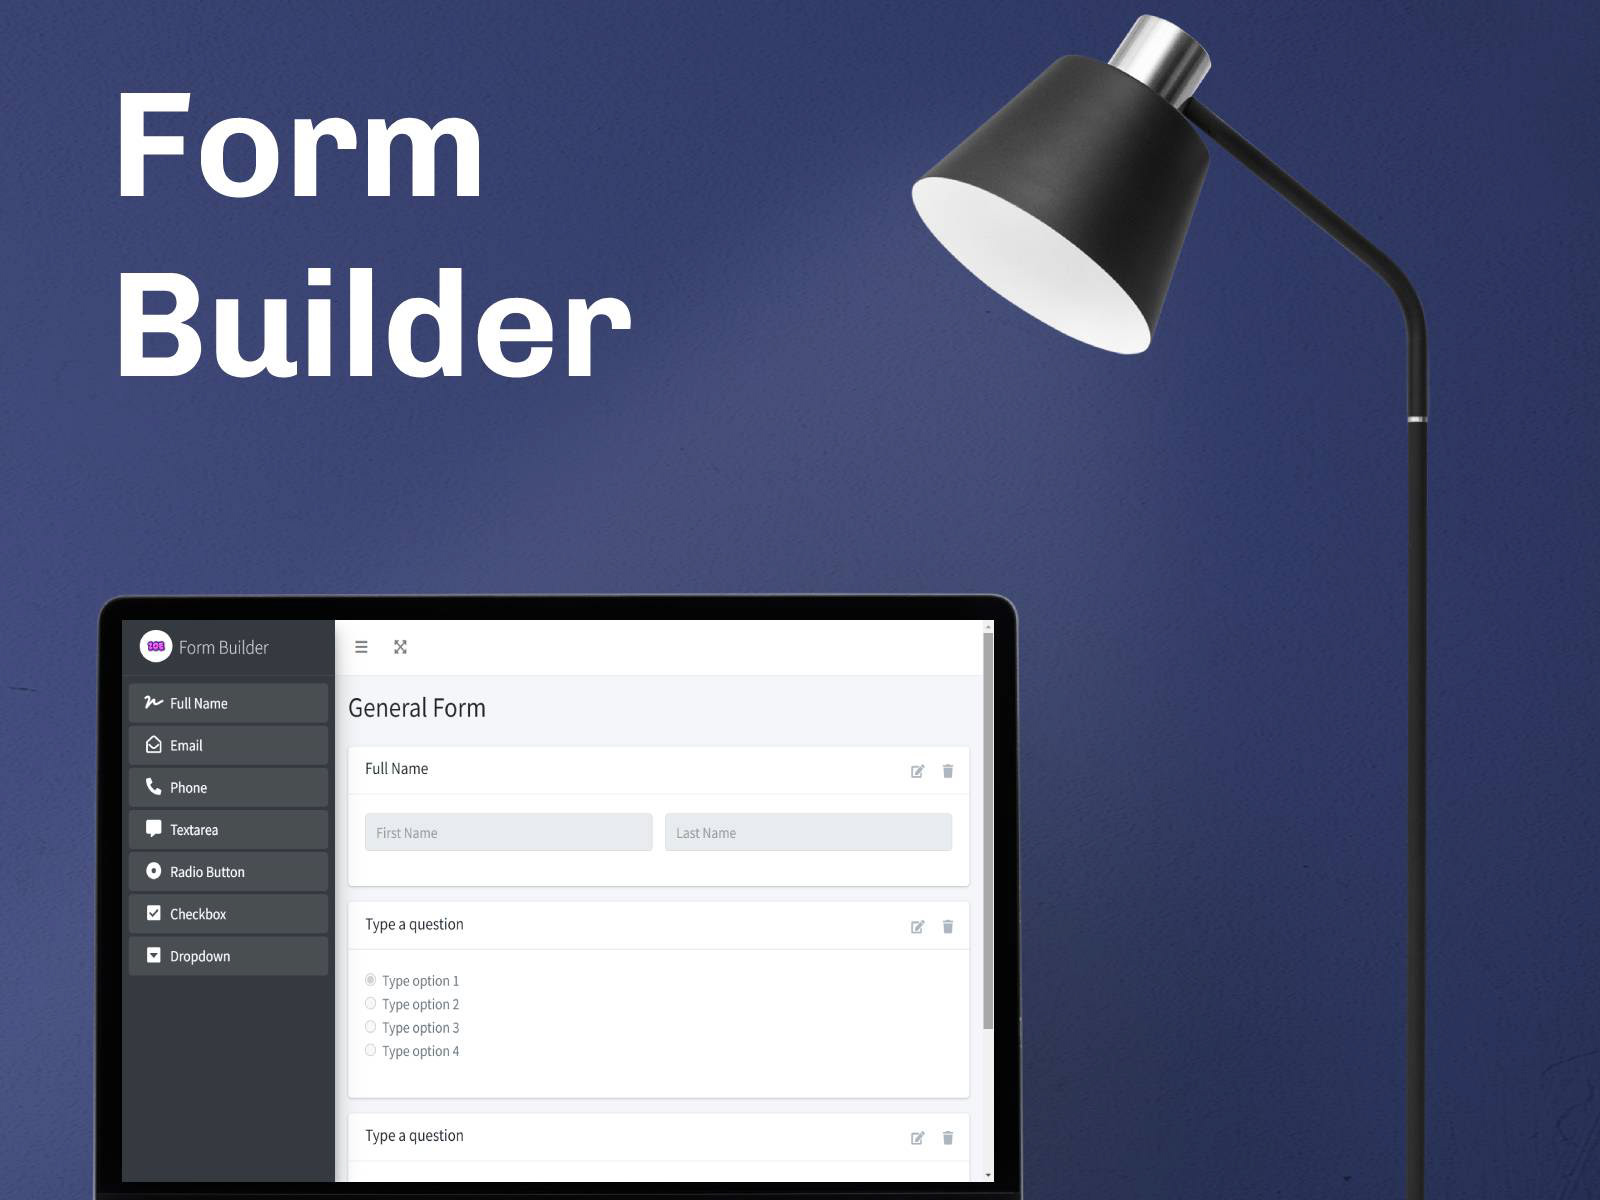 Form
Builder
ZOE Form Builder
Full Name
Email
Phone
Textarea
Radio Button
Checkbox
Dropdown
General Form
Full Name
First Name Last Name
Type a question
Type option 1
Type option 2
Type option 3
Type option 4
Type a question